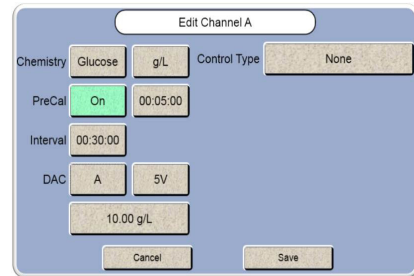 Edit Channel A
Chemistry Glucose g/L Control Type None
PreCal On 00:05:00
Interval 00:30:00
DAC A 5V
10.00 g/L
Cancel Save